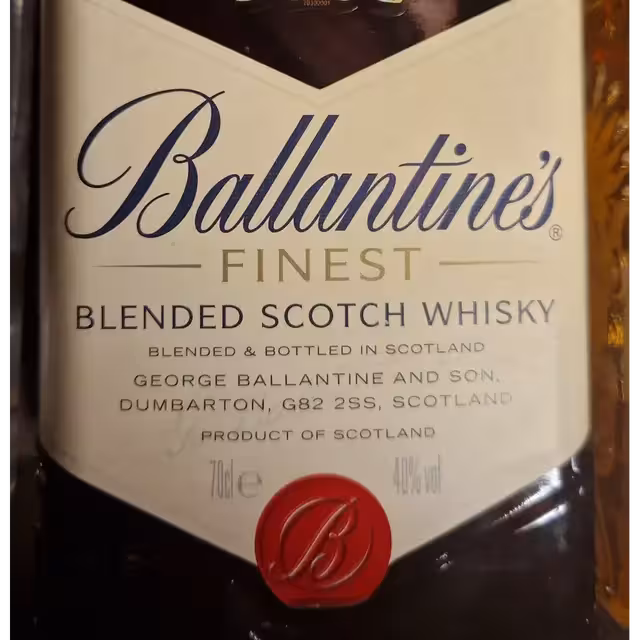 Ballantine's®
FINEST
BLENDED SCOTCH WHISKY
BLENDED & BOTTLED IN SCOTLAND
GEORGE BALLANTINE AND SON,
DUMBARTON, G82 2SS, SCOTLAND
PRODUCT OF SCOTLAND
70cl e 40%vol
B